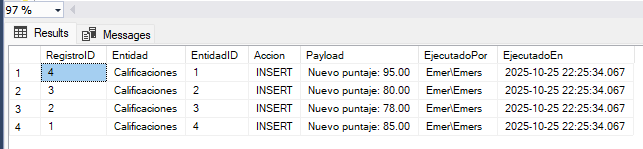 97 %
Results Messages
RegistroID Entidad EntidadID Accion Payload EjecutadoPor EjecutadoEn
1 4 Calificaciones 1 INSERT Nuevo puntaje: 95.00 Emer\Emers 2025-10-25 22:25:34.067
2 3 Calificaciones 2 INSERT Nuevo puntaje: 80.00 Emer\Emers 2025-10-25 22:25:34.067
3 2 Calificaciones 3 INSERT Nuevo puntaje: 78.00 Emer\Emers 2025-10-25 22:25:34.067
4 1 Calificaciones 4 INSERT Nuevo puntaje: 85.00 Emer\Emers 2025-10-25 22:25:34.067